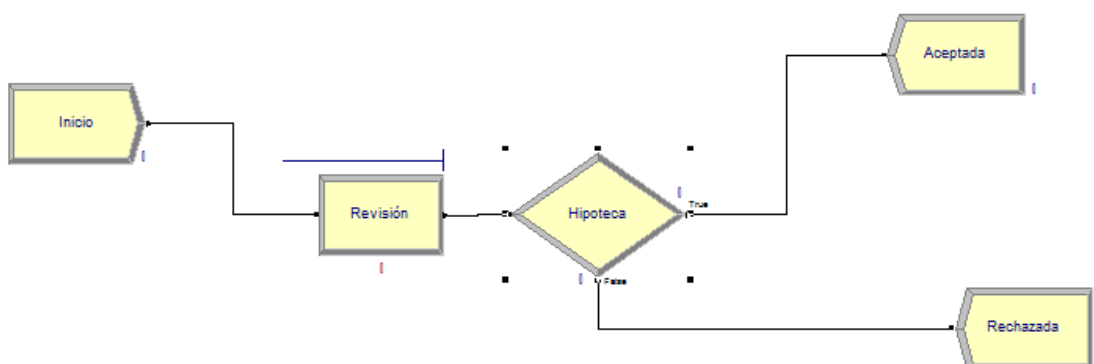 Aceptada
Inicio
Revisión
Hipoteca
True
False
Rechazada